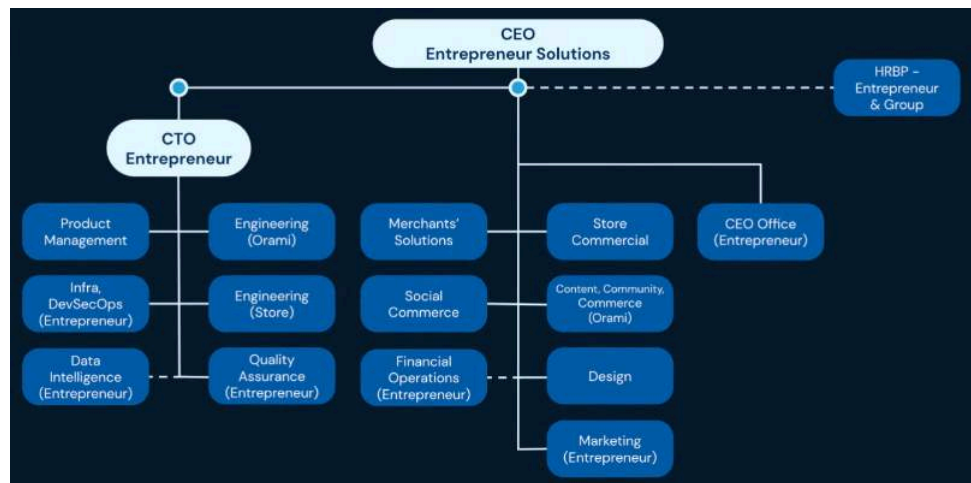 CEO
Entrepreneur Solutions
HRBP -
Entrepreneur
& Group
CTO
Entrepreneur
Product
Management
Engineering
(Orami)
Merchants'
Solutions
Store
Commercial
CEO Office
(Entrepreneur)
Infra,
DevSecOps
(Entrepreneur)
Engineering
(Store)
Social
Commerce
Content, Community,
Commerce
(Orami)
Data
Intelligence
(Entrepreneur)
Quality
Assurance
(Entrepreneur)
Financial
Operations
(Entrepreneur)
Design
Marketing
(Entrepreneur)